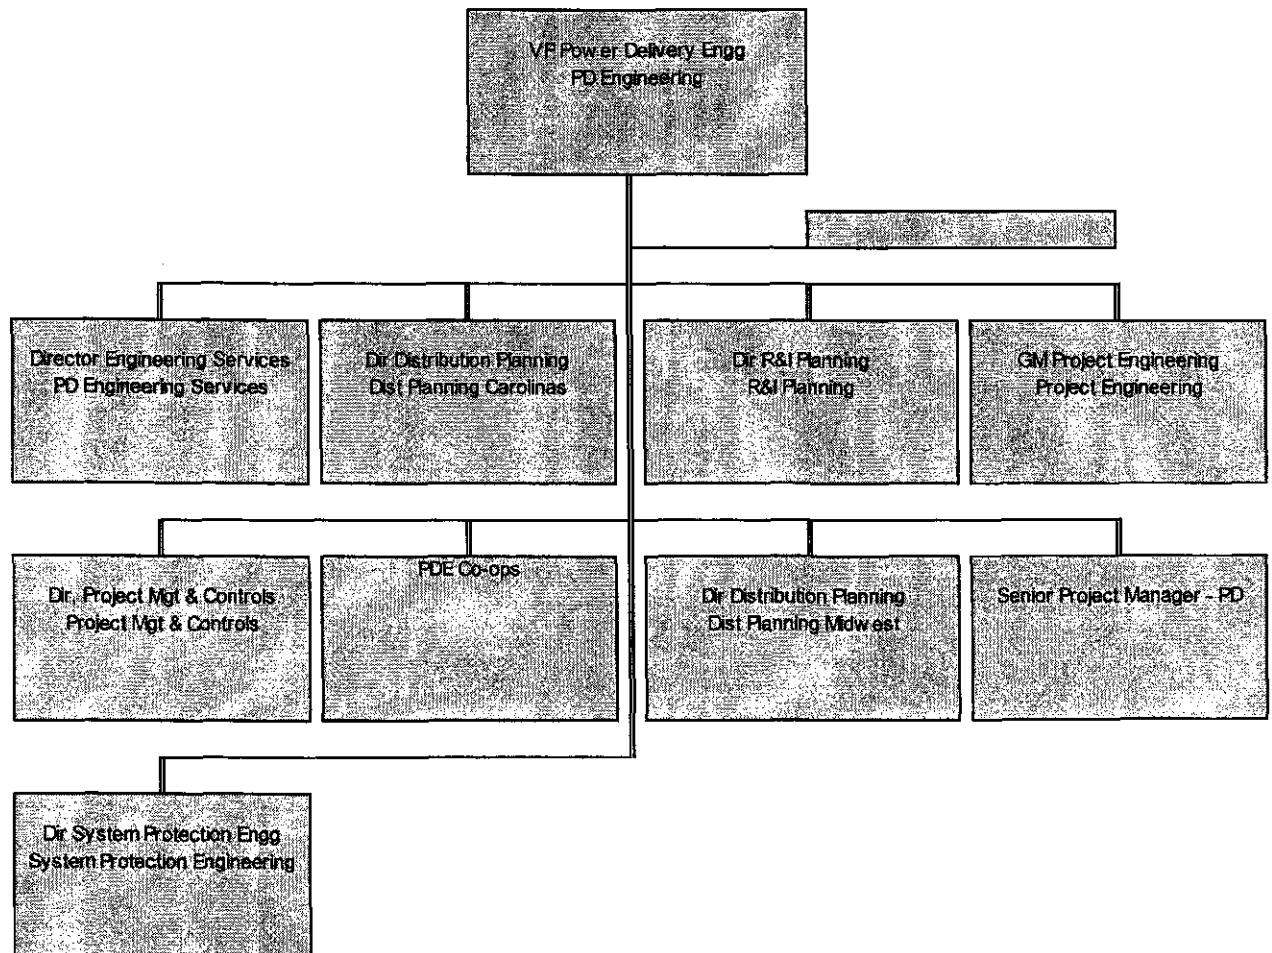 VP Power Delivery Engg
PD Engineering
Director Engineering Services
PD Engineering Services
Dir Distribution Planning
Dist Planning Carolinas
Dir R&I Planning
R&I Planning
GM Project Engineering
Project Engineering
Dir, Project Mgt & Controls
Project Mgt & Controls
PDE Co-ops
Dir Distribution Planning
Dist Planning Midwest
Senior Project Manager - PD
Dir System Protection Engg
System Protection Engineering